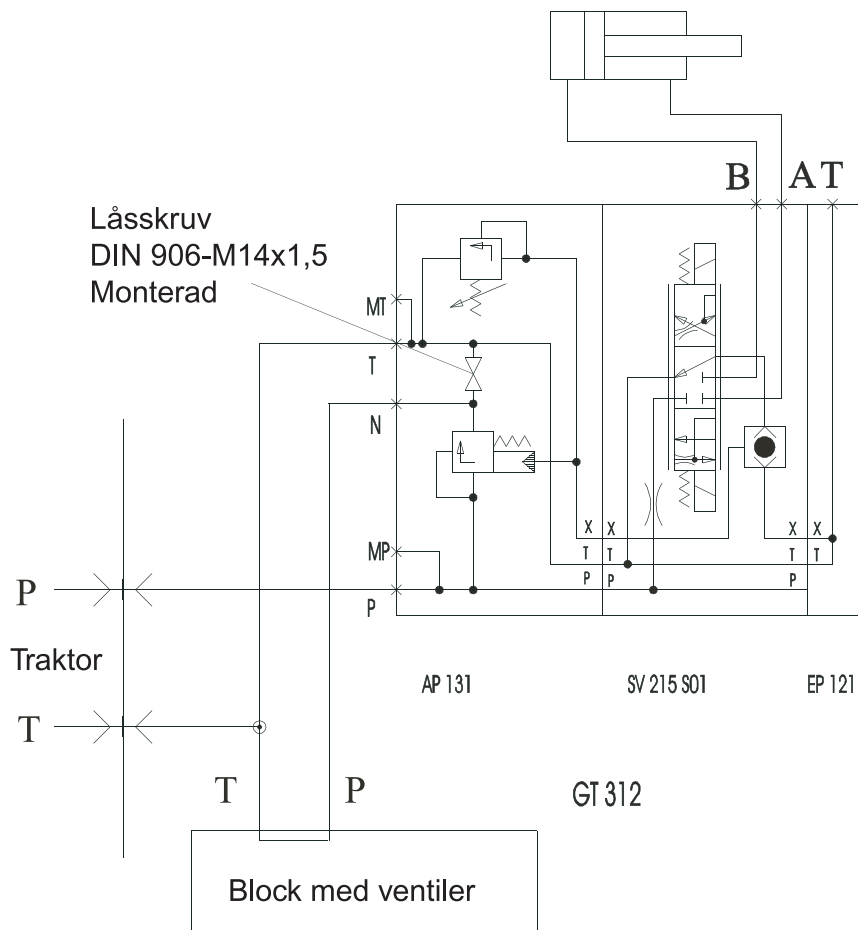 B A T
Låsskruv
DIN 906-M14x1,5
Monterad
MT
T
N
X X X X
T T T T
MP
P P P
P
P
Traktor
AP 131 SV 215 S01 EP 121
T
T P
GT 312
Block med ventiler